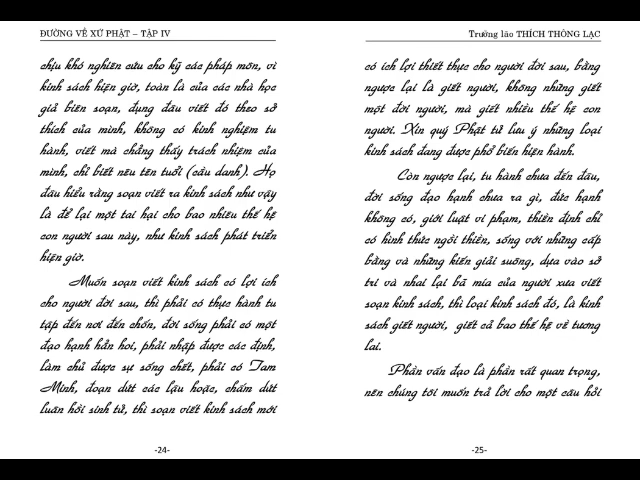 ĐƯỜNG VỀ XỨ PHẬT – TẬP IV
chịu khó nghiên cứu cho kỹ các pháp môn, vì
kinh sách hiện giờ, toàn là của các nhà học
giả biên soạn, đụng đâu viết đó theo sở
thích của mình, không có kinh nghiệm tu
hành, viết mà chẳng thấy trách nhiệm của
mình, chỉ biết nêu tên tuổi (cầu danh). Họ
đâu hiểu rằng soạn viết ra kinh sách như vậy
là để lại một tai hại cho bao nhiêu thế hệ
con người sau này, như kinh sách phát triển
hiện giờ.
Muốn soạn viết kinh sách có lợi ích
cho người đời sau, thì phải có thực hành tu
tập đến nơi đến chốn, đời sống phải có một
đạo hạnh hẳn hoi, phải nhập được các định,
làm chủ được sự sống chết, phải có Tam
Minh, đoạn dứt các lậu hoặc, chấm dứt
luân hồi sinh tử, thì soạn viết kinh sách mới
-24-
Trưởng lão THÍCH THÔNG LẠC
có ích lợi thiết thực cho người đời sau, bằng
ngược lại là giết người, không những giết
một đời người, mà giết nhiều thế hệ con
người. Xin quý Phật tử lưu ý những loại
kinh sách đang được phổ biến hiện hành.
Còn ngược lại, tu hành chưa đến đâu,
đời sống đạo hạnh chưa ra gì, đức hạnh
không có, giới luật vi phạm, thiền định chỉ
có hình thức ngồi thiền, sống với những cấp
bằng và những kiến giải suông, dựa vào sở
tri và nhai lại bã mía của người xưa viết
soạn kinh sách, thì loại kinh sách đó, là kinh
sách giết người, giết cả bao thế hệ về tương
lai.
Phần vấn đạo là phần rất quan trọng,
nên chúng tôi muốn trả lời cho một câu hỏi
-25-